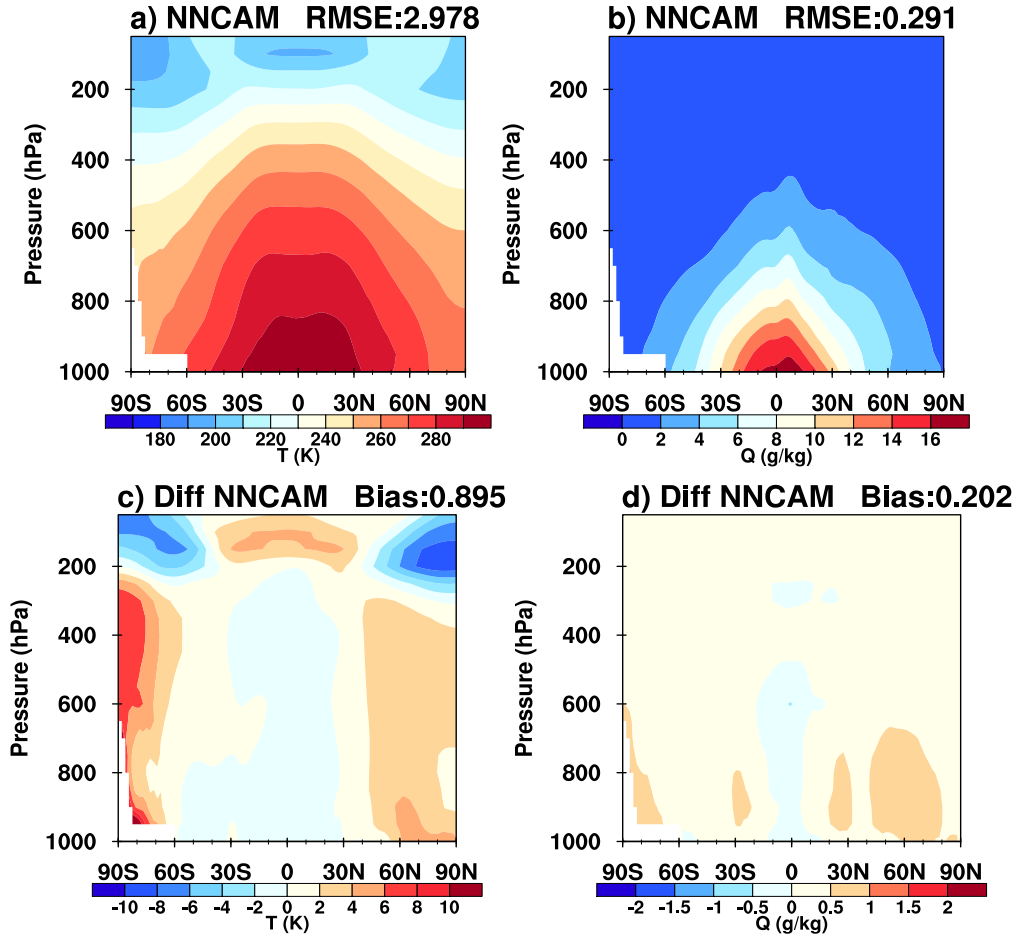 a) NNCAM RMSE:2.978
Pressure (hPa)
200
400
600
800
1000
90S 60S 30S 0 30N 60N 90N
180 200 220 240 260 280
T (K)
b) NNCAM RMSE:0.291
Pressure (hPa)
200
400
600
800
1000
90S 60S 30S 0 30N 60N 90N
0 2 4 6 8 10 12 14 16
Q (g/kg)
c) Diff NNCAM Bias:0.895
Pressure (hPa)
200
400
600
800
1000
90S 60S 30S 0 30N 60N 90N
-10 -8 -6 -4 -2 0 2 4 6 8 10
T (K)
d) Diff NNCAM Bias:0.202
Pressure (hPa)
200
400
600
800
1000
90S 60S 30S 0 30N 60N 90N
-2 -1.5 -1 -0.5 0 0.5 1 1.5 2
Q (g/kg)